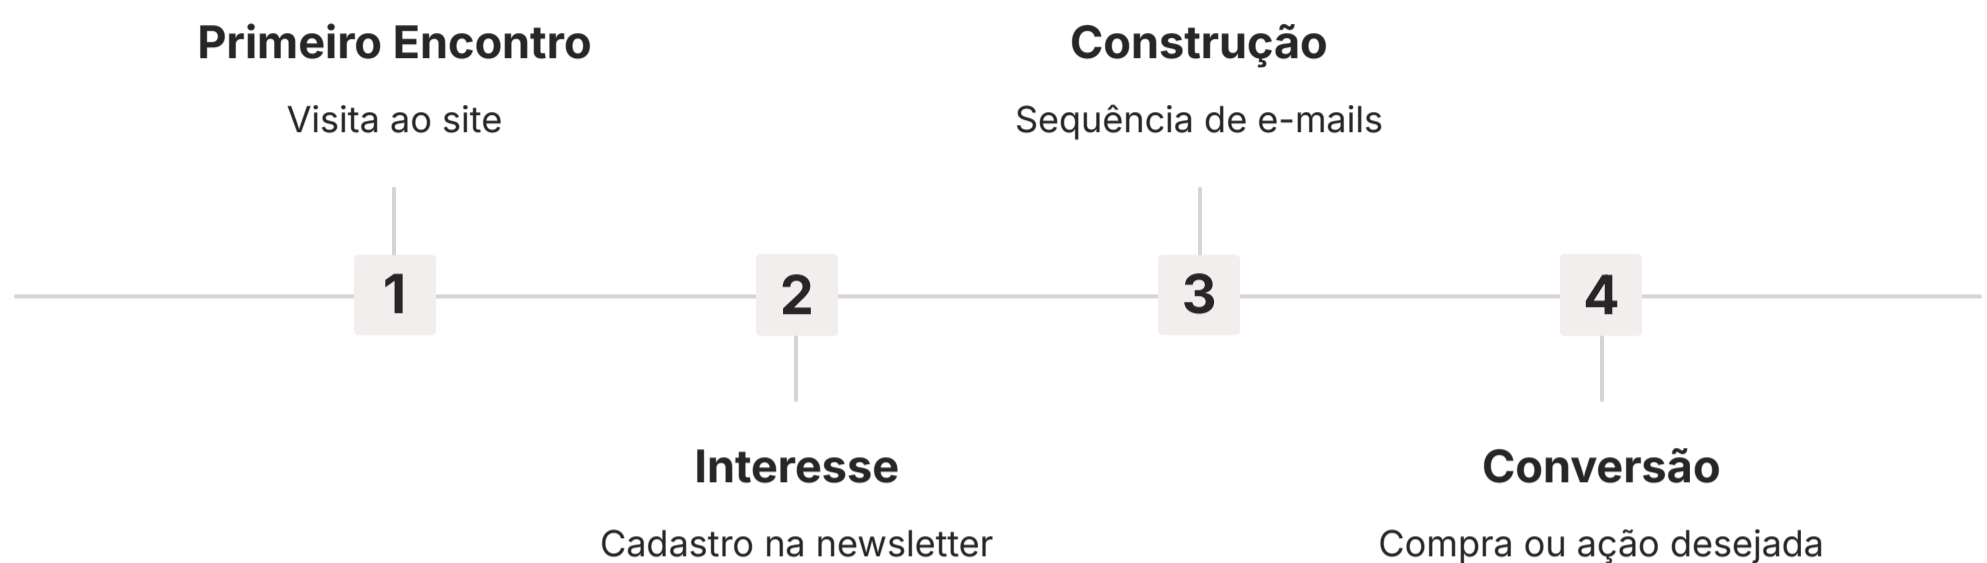 Primeiro Encontro
Visita ao site
1
2
Interesse
Cadastro na newsletter
Construção
Sequência de e-mails
3
4
Conversão
Compra ou ação desejada